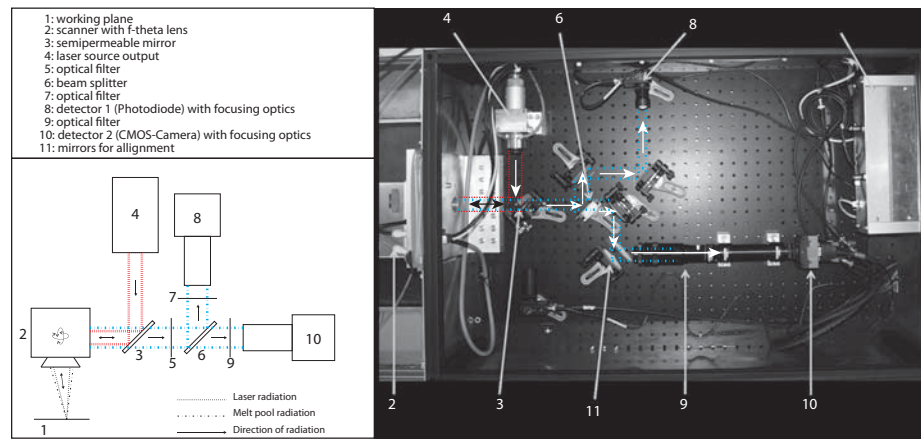 1: working plane
2: scanner with f-theta lens
3: semipermeable mirror
4: laser source output
5: optical filter
6: beam splitter
7: optical filter
8: detector 1 (Photodiode) with focusing optics
9: optical filter
10: detector 2 (CMOS-Camera) with focusing optics
11: mirrors for allignment
4
8
7
2
3
5
6
9
10
1
Laser radiation
Melt pool radiation
Direction of radiation
4
6
8
2
3
11
9
10